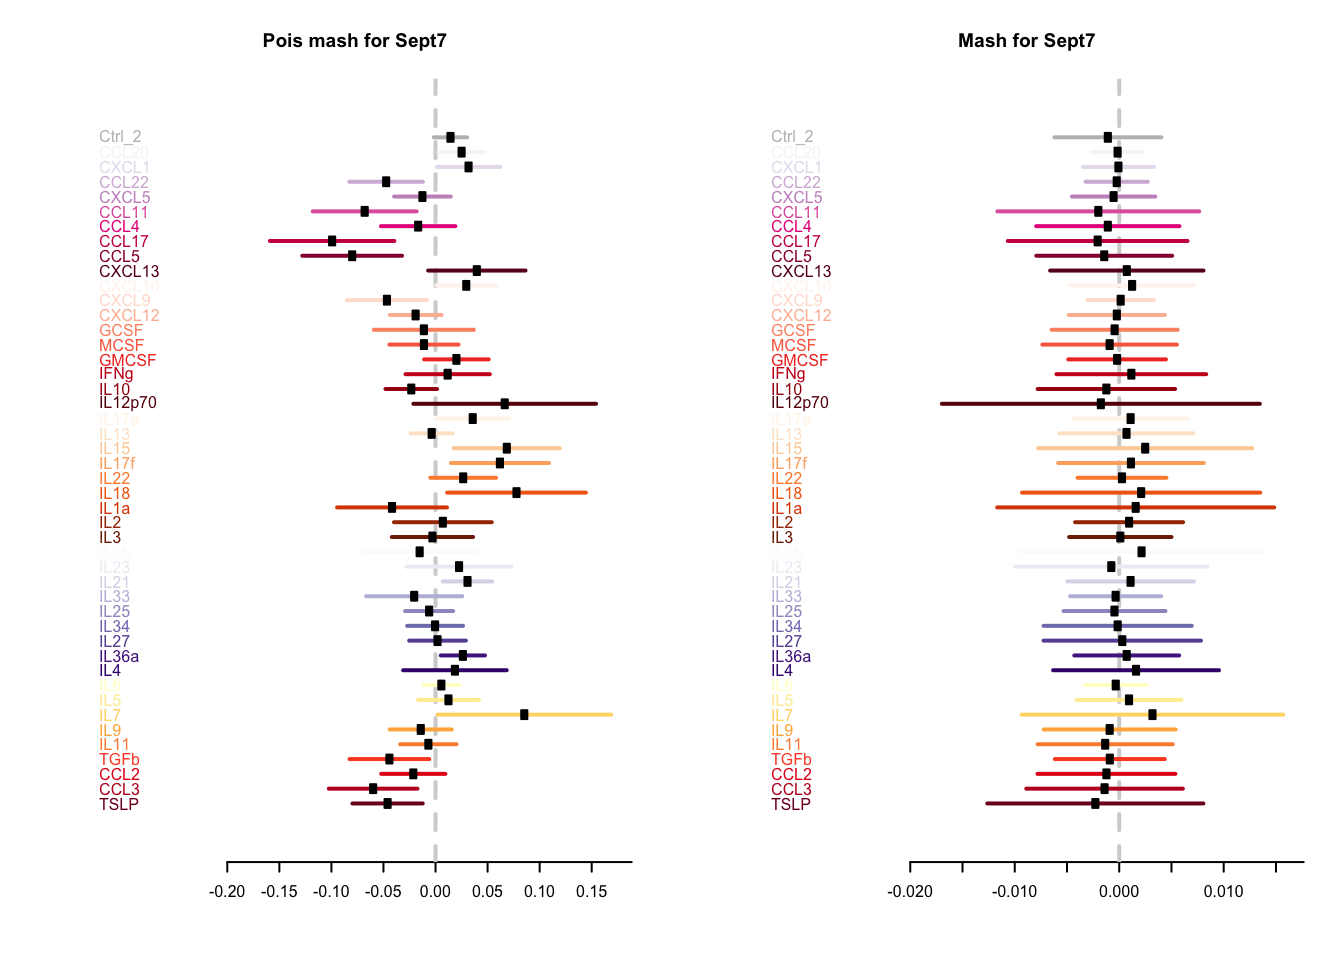 Pois mash for Sept7
Ctrl_2
CCL20
CXCL1
CCL22
CXCL5
CCL11
CCL4
CCL17
CCL5
CXCL13
CXCL10
CXCL9
CXCL12
GCSF
MCSF
GMCSF
IFNg
IL10
IL12p70
IL13
IL15
IL17f
IL22
IL18
IL1a
IL2
IL3
IL23
IL21
IL33
IL25
IL34
IL27
IL36a
IL4
IL5
IL7
IL9
IL11
TGFb
CCL2
CCL3
TSLP
-0.20 -0.15 -0.10 -0.05 0.00 0.05 0.10 0.15
Mash for Sept7
Ctrl_2
CCL20
CXCL1
CCL22
CXCL5
CCL11
CCL4
CCL17
CCL5
CXCL13
CXCL10
CXCL9
CXCL12
GCSF
MCSF
GMCSF
IFNg
IL10
IL12p70
IL13
IL15
IL17f
IL22
IL18
IL1a
IL2
IL3
IL23
IL21
IL33
IL25
IL34
IL27
IL36a
IL4
IL5
IL7
IL9
IL11
TGFb
CCL2
CCL3
TSLP
-0.020 -0.010 0.000 0.010